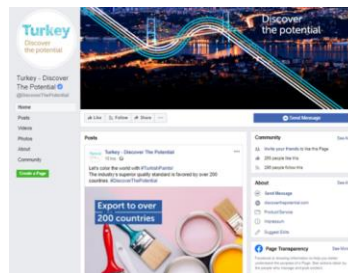 Turkey
Discover
the potential
Discover
the potential
Turkey - Discover
The Potential
@DiscoverThePotential
Home
Posts
Videos
Photos
About
Community
Create a Page
Like
Follow
Share
Send Message
Posts
Turkey - Discover The Potential
Let's color the world with #TurkishPaints!
The industry's superior quality standard is favored by over 200
countries. #DiscoverThePotential
Export to over
200 countries
Community
Invite your friends to like this Page
200 people like this
200 people follow this
About
Send Message
discoverthepotential.com
Product/Service
Impressum
Suggest Edits
Page Transparency